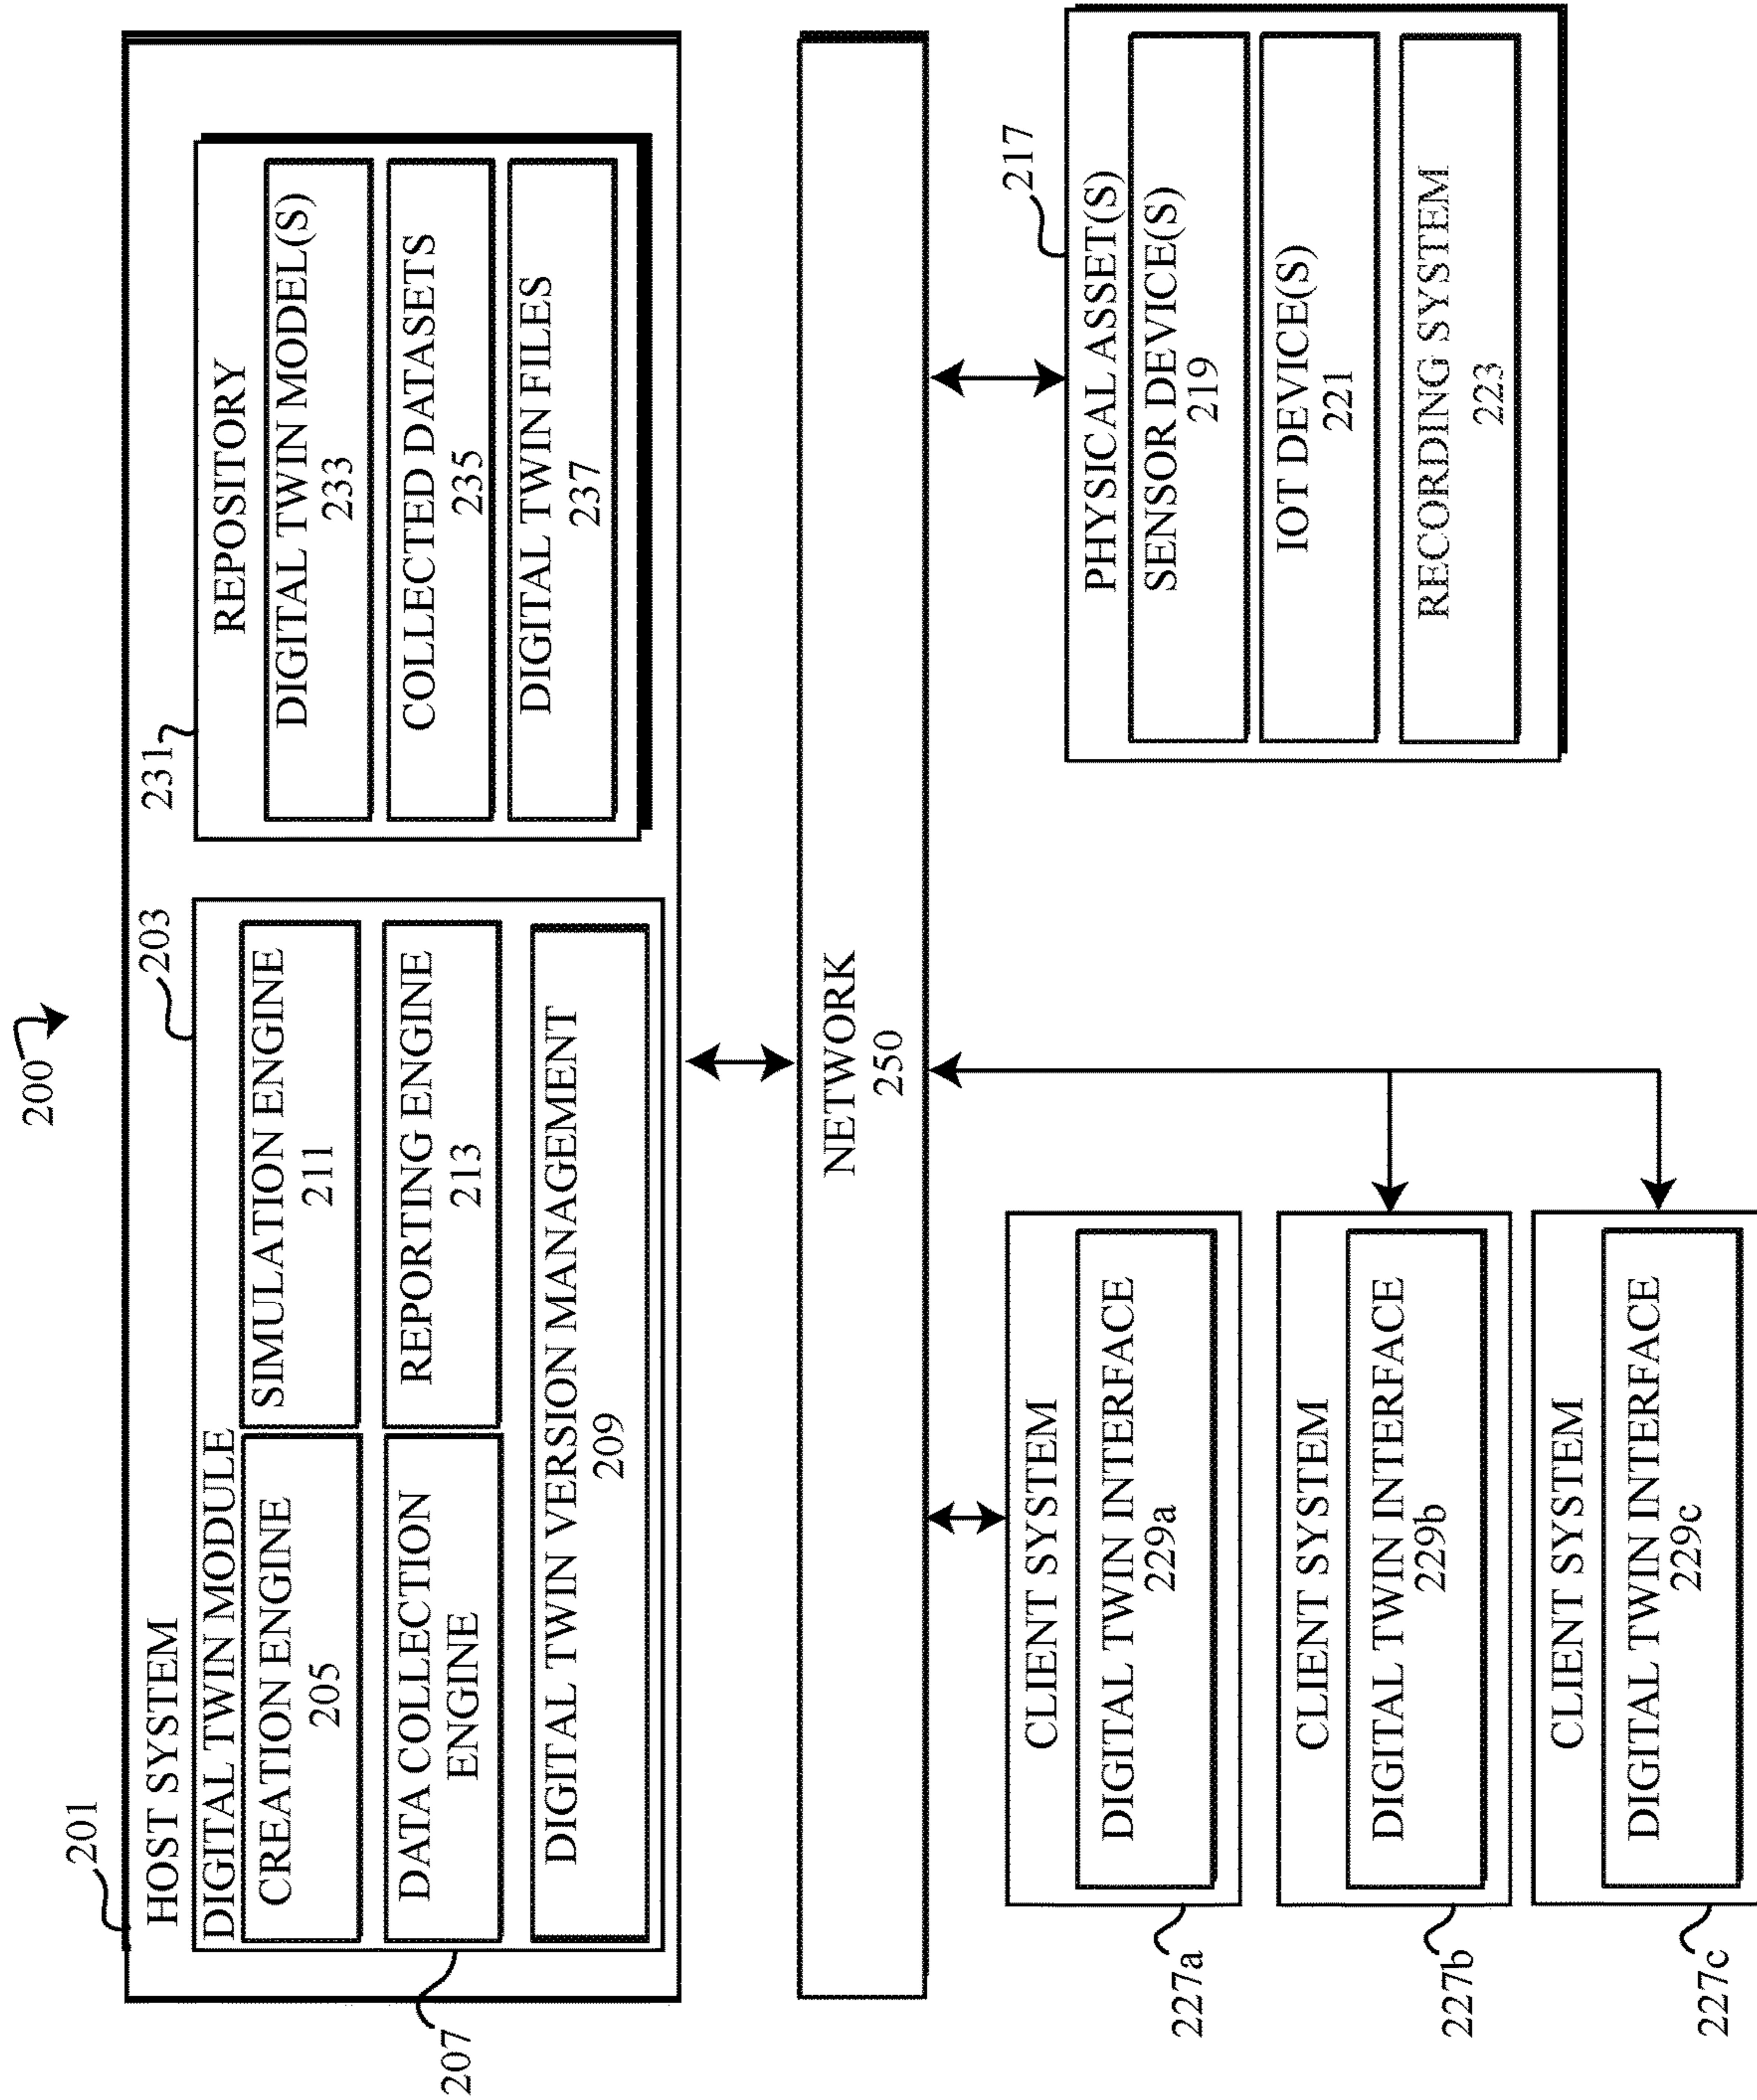 200
201
HOST SYSTEM
203
DIGITAL TWIN MODULE
CREATION ENGINE
205
SIMULATION ENGINE
211
DATA COLLECTION
ENGINE
207
REPORTING ENGINE
213
DIGITAL TWIN VERSION MANAGEMENT
209
231
REPOSITORY
DIGITAL TWIN MODEL(S)
233
COLLECTED DATASETS
235
DIGITAL TWIN FILES
237
NETWORK
250
CLIENT SYSTEM
DIGITAL TWIN INTERFACE
229a
227a
CLIENT SYSTEM
DIGITAL TWIN INTERFACE
229b
227b
CLIENT SYSTEM
DIGITAL TWIN INTERFACE
229c
227c
217
PHYSICAL ASSET(S)
SENSOR DEVICE(S)
219
IOT DEVICE(S)
221
RECORDING SYSTEM
223